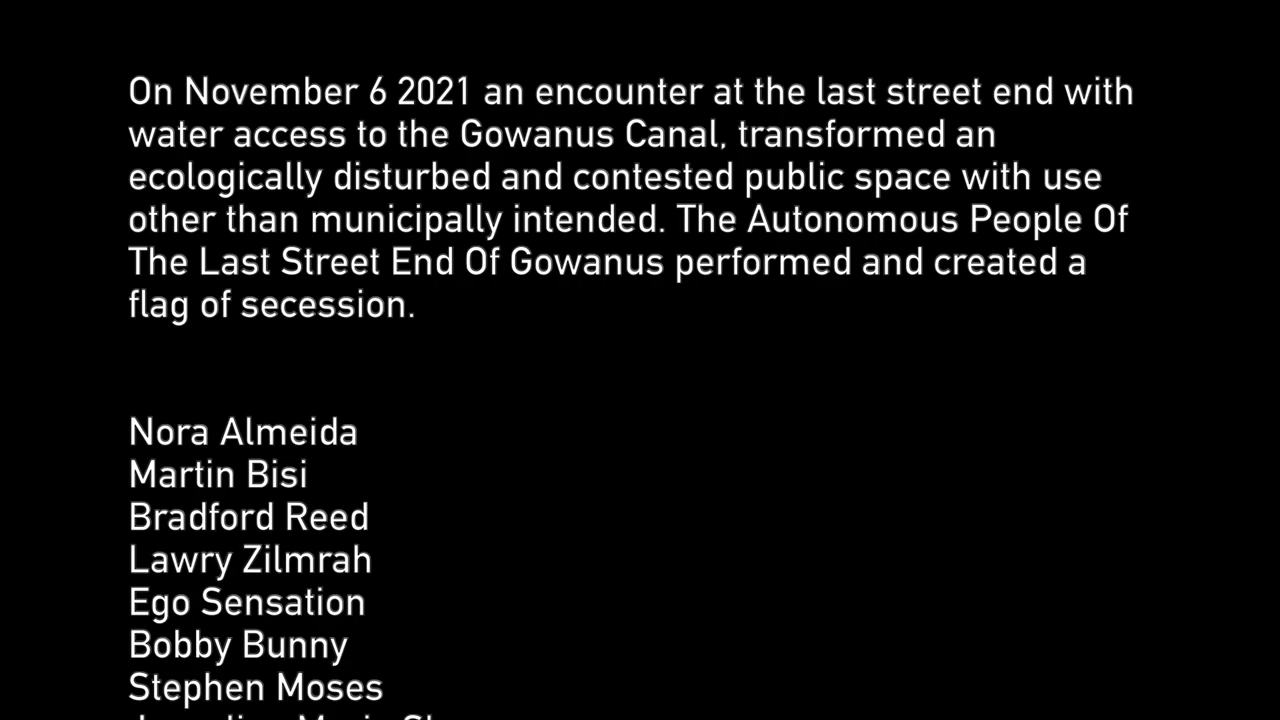 On November 6 2021 an encounter at the last street end with
water access to the Gowanus Canal, transformed an
ecologically disturbed and contested public space with use
other than municipally intended. The Autonomous People Of
The Last Street End Of Gowanus performed and created a
flag of secession.
Nora Almeida
Martin Bisi
Bradford Reed
Lawry Zilmrah
Ego Sensation
Bobby Bunny
Stephen Moses